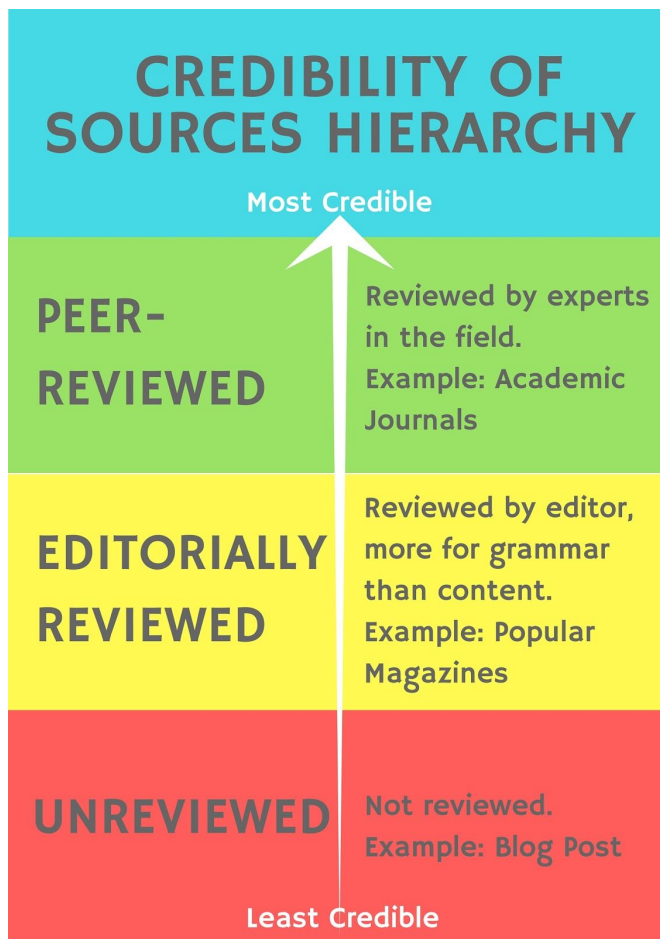 CREDIBILITY OF
SOURCES HIERARCHY
Most Credible
PEER-
REVIEWED
Reviewed by experts
in the field.
Example: Academic
Journals
EDITORIALLY
REVIEWED
Reviewed by editor,
more for grammar
than content.
Example: Popular
Magazines
UNREVIEWED
Not reviewed.
Example: Blog Post
Least Credible